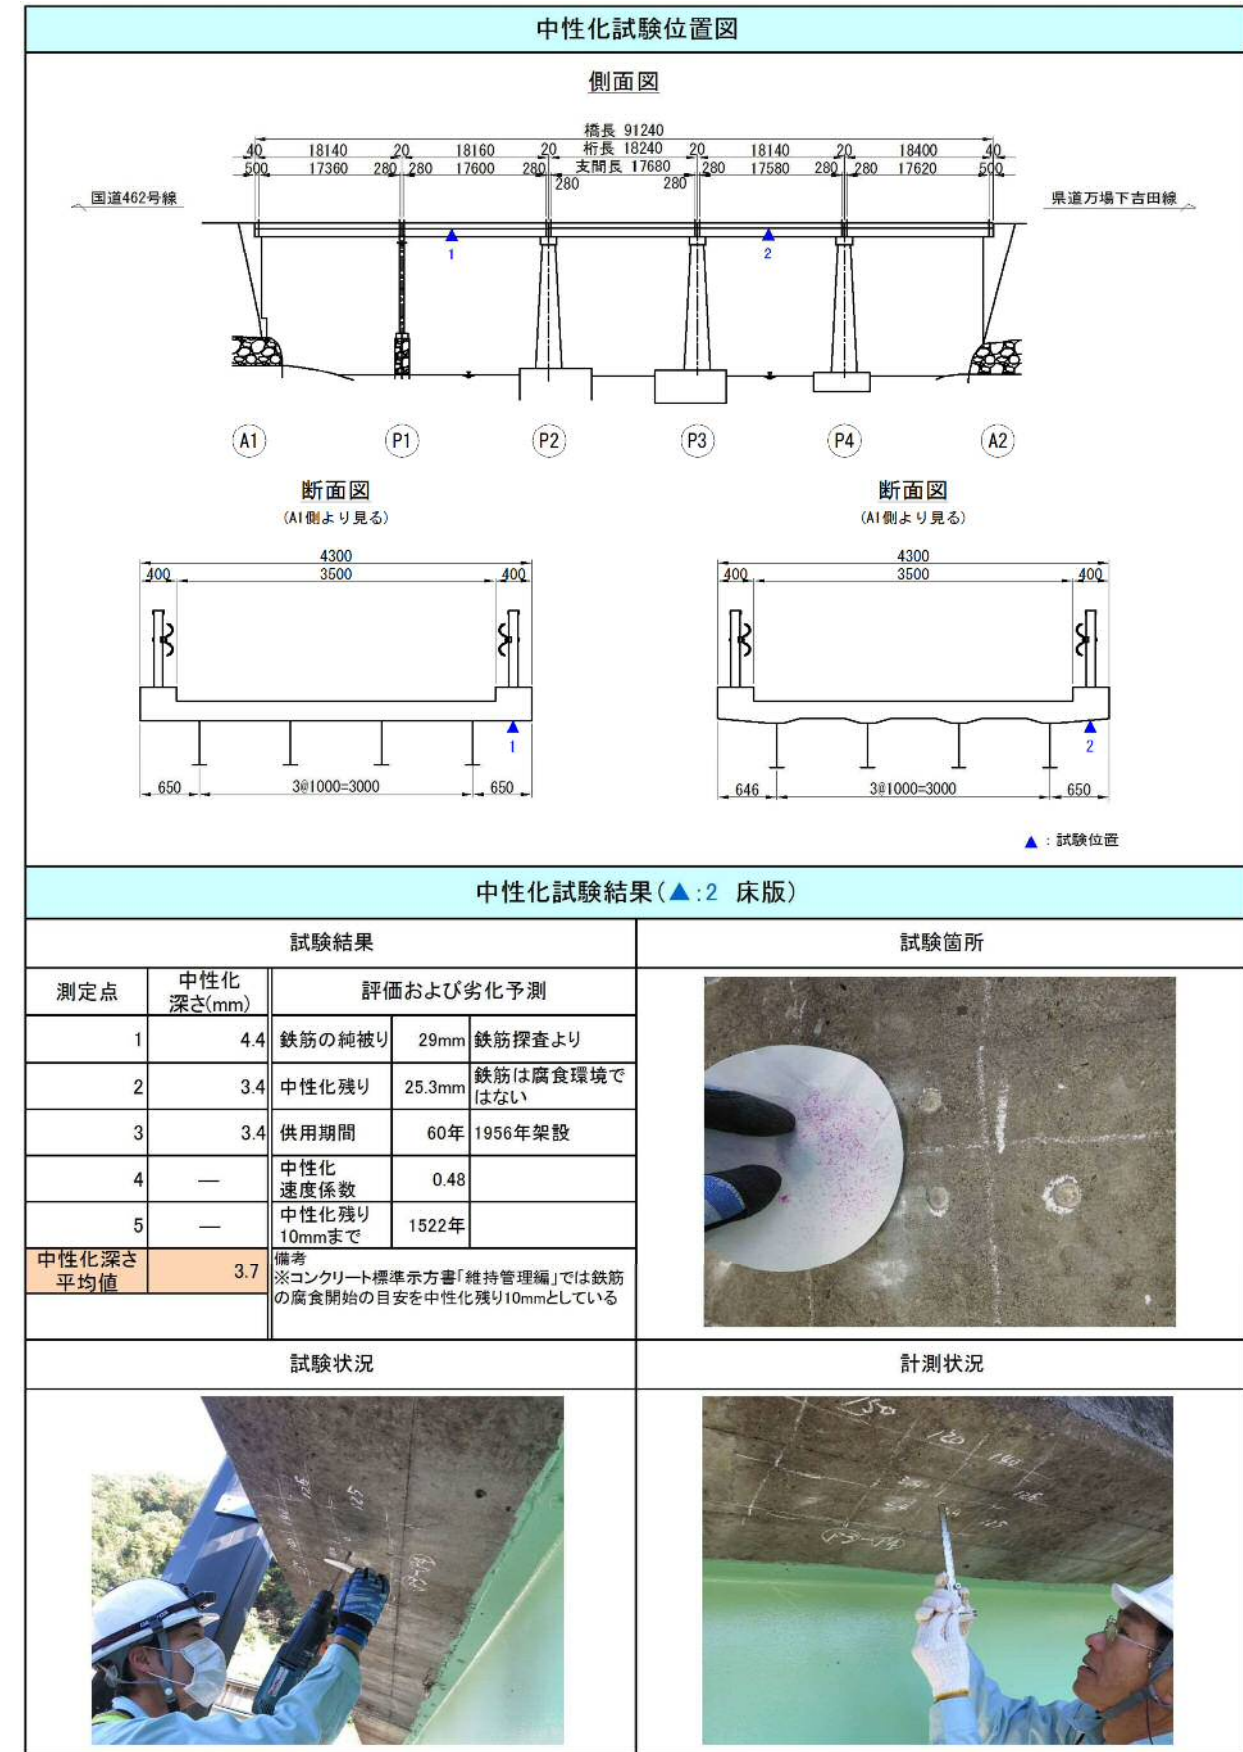 中性化試験位置図
側面図
橋長 91240
40 18140 20 18160 20 桁長 18240 20 18140 20 18400 40
500 17360 280 280 17600 280 支間長 17680 280 17580 280 280 17620 500
280 280
国道462号線
県道万場下吉田線
1 2
A1 P1 P2 P3 P4 A2
断面図
(A1側より見る)
4300
400 3500 400
1
650 3@1000=3000 650
断面図
(A1側より見る)
4300
400 3500 400
2
646 3@1000=3000 650
▲ : 試験位置
中性化試験結果(▲:2 床版)
試験結果
試験箇所
測定点 中性化深さ(mm) 評価および劣化予測
1 4.4 鉄筋の純被り 29mm 鉄筋探査より
2 3.4 中性化残り 25.3mm 鉄筋は腐食環境ではない
3 3.4 供用期間 60年 1956年架設
4 ― 中性化速度係数 0.48
5 ― 中性化残り10mmまで 1522年
中性化深さ平均値 3.7
備考
※コンクリート標準示方書「維持管理編」では鉄筋
の腐食開始の目安を中性化残り10mmとしている
試験状況
計測状況
125
150
120